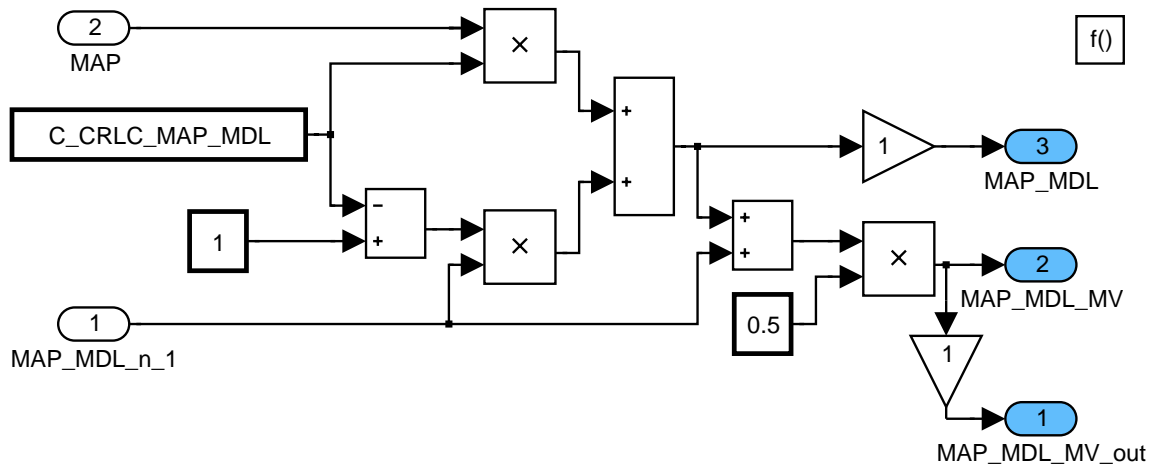 2
MAP
×
f()
C_CRLC_MAP_MDL
+
+
1
3
MAP_MDL
−
+
1
×
+
+
×
2
MAP_MDL_MV
0.5
1
MAP_MDL_n_1
1
1
MAP_MDL_MV_out